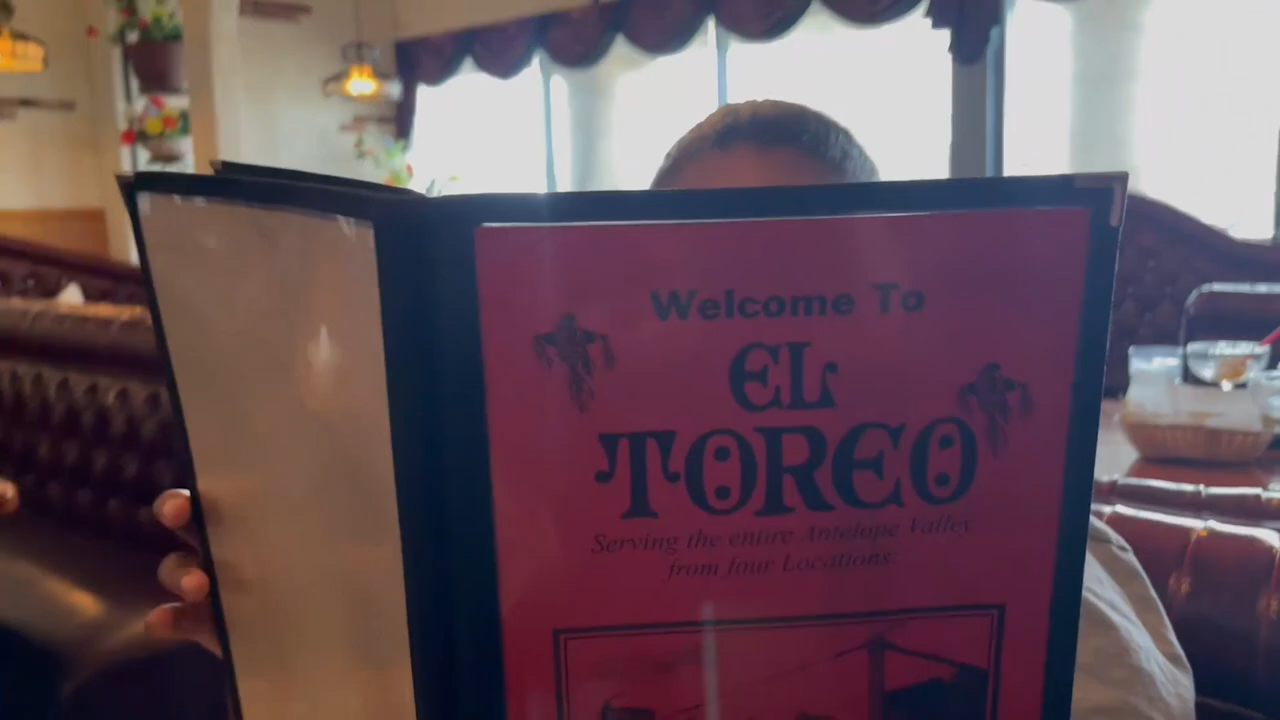 Welcome To
EL
TOREO
Serving the entire Antelope Valley
from four Locations: